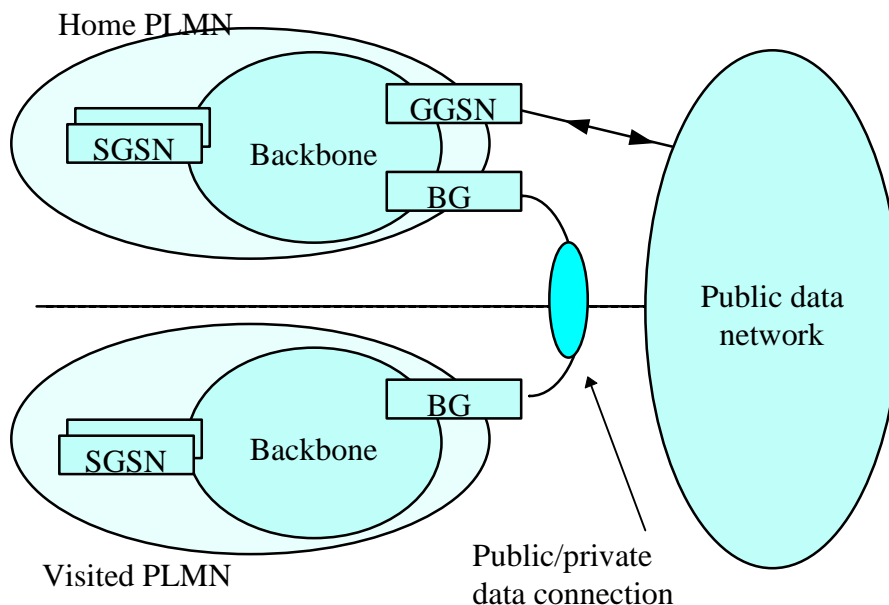 Home PLMN
GGSN
SGSN
Backbone
BG
Public data
network
BG
SGSN
Backbone
Public/private
data connection
Visited PLMN